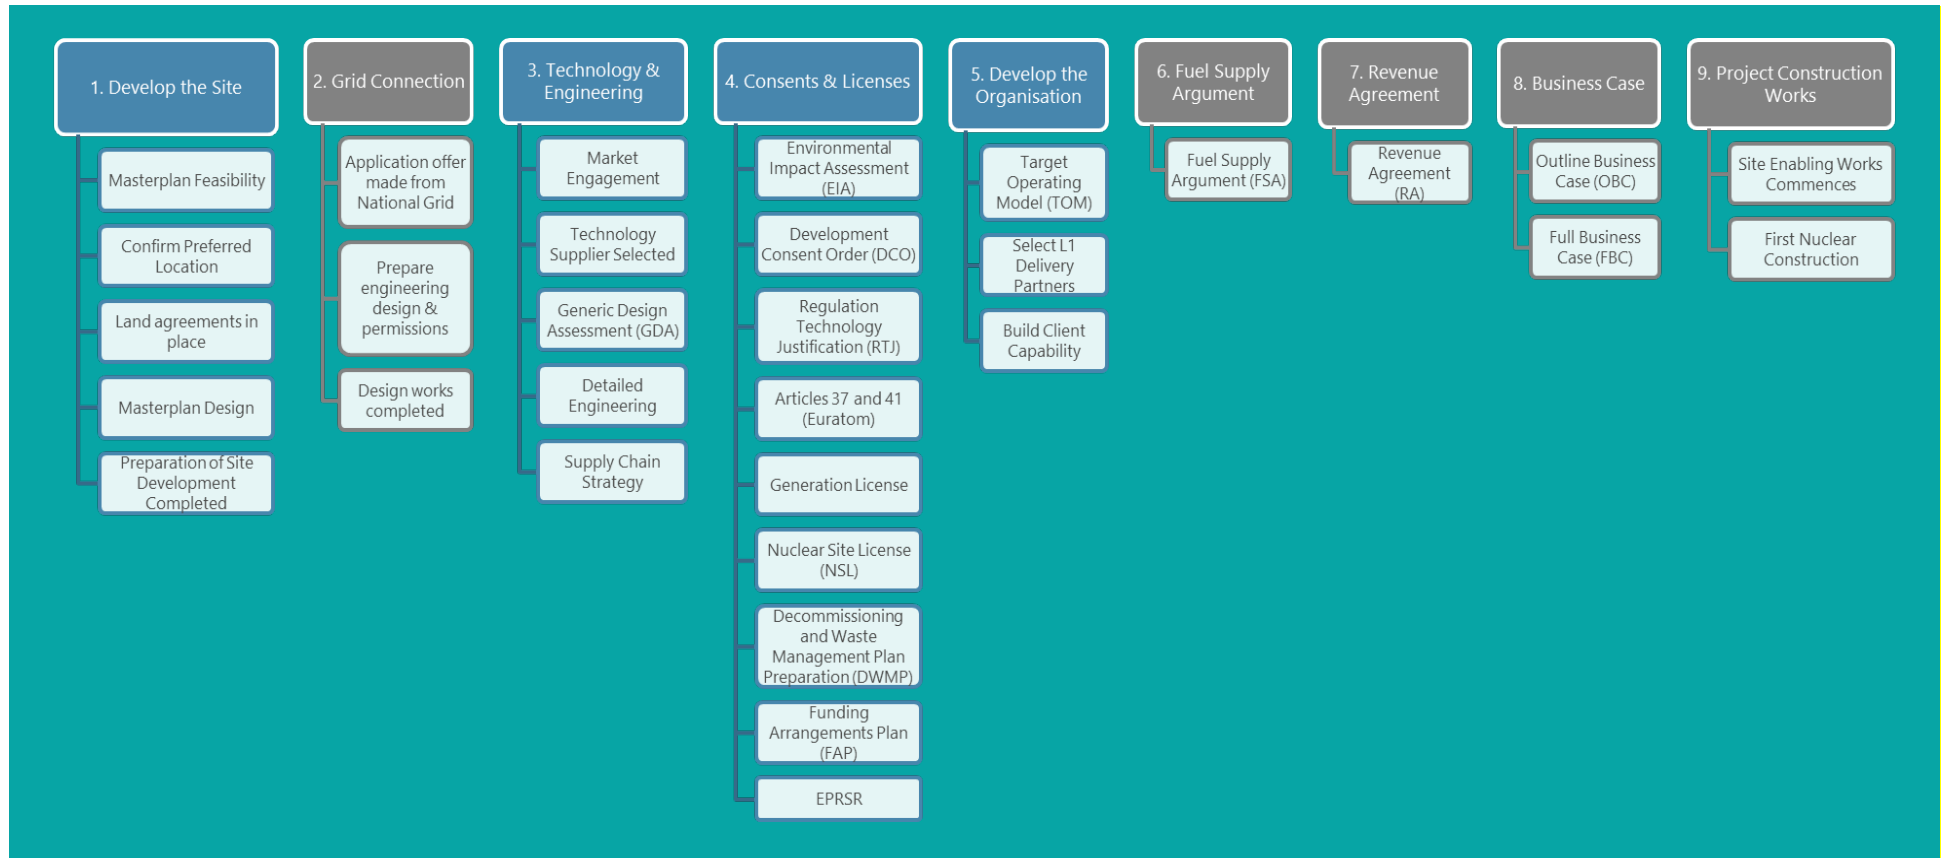 1. Develop the Site
Masterplan Feasibility
Confirm Preferred
Location
Land agreements in
place
Masterplan Design
Preparation of Site
Development
Completed
2. Grid Connection
Application offer
made from
National Grid
Prepare
engineering
design &
permissions
Design works
completed
3. Technology &
Engineering
Market
Engagement
Technology
Supplier Selected
Generic Design
Assessment (GDA)
Detailed
Engineering
Supply Chain
Strategy
4. Consents & Licenses
Environmental
Impact Assessment
(EIA)
Development
Consent Order (DCO)
Regulation
Technology
Justification (RTJ)
Articles 37 and 41
(Euratom)
Generation License
Nuclear Site License
(NSL)
Decommissioning
and Waste
Management Plan
Preparation (DWMP)
Funding
Arrangements Plan
(FAP)
EPRSR
5. Develop the
Organisation
Target
Operating
Model (TOM)
Select L1
Delivery
Partners
Build Client
Capability
6. Fuel Supply
Argument
Fuel Supply
Argument (FSA)
7. Revenue
Agreement
Revenue
Agreement
(RA)
8. Business Case
Outline Business
Case (OBC)
Full Business
Case (FBC)
9. Project Construction
Works
Site Enabling Works
Commences
First Nuclear
Construction